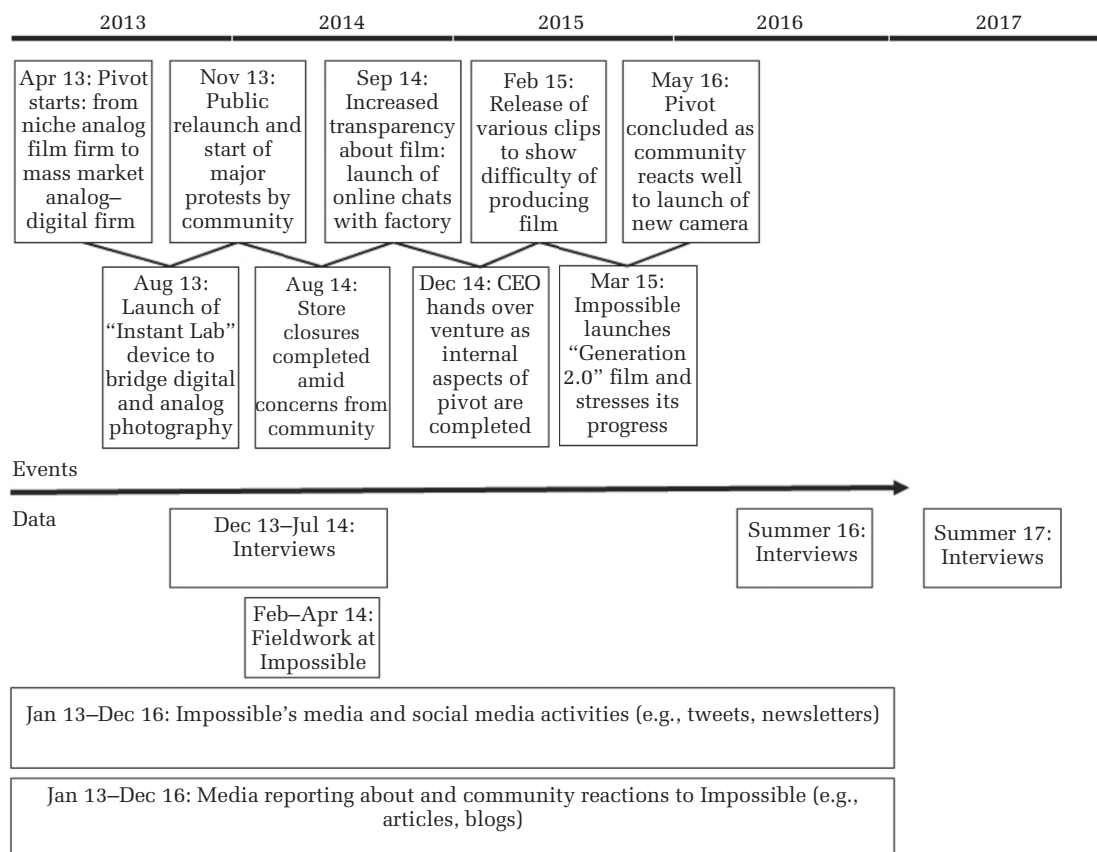 2013 2014 2015 2016 2017
Apr 13: Pivot
starts: from
niche analog
film firm to
mass market
analog–
digital firm
Nov 13:
Public
relaunch and
start of
major
protests by
community
Sep 14:
Increased
transparency
about film:
launch of
online chats
with factory
Feb 15:
Release of
various clips
to show
difficulty of
producing
film
May 16:
Pivot
concluded as
community
reacts well
to launch of
new camera
Aug 13:
Launch of
“Instant Lab”
device to
bridge digital
and analog
photography
Aug 14:
Store
closures
completed
amid
concerns from
community
Dec 14: CEO
hands over
venture as
internal
aspects of
pivot are
completed
Mar 15:
Impossible
launches
“Generation
2.0” film and
stresses its
progress
Events
Data
Dec 13–Jul 14:
Interviews
Summer 16:
Interviews
Summer 17:
Interviews
Feb–Apr 14:
Fieldwork at
Impossible
Jan 13–Dec 16: Impossible’s media and social media activities (e.g., tweets, newsletters)
Jan 13–Dec 16: Media reporting about and community reactions to Impossible (e.g.,
articles, blogs)